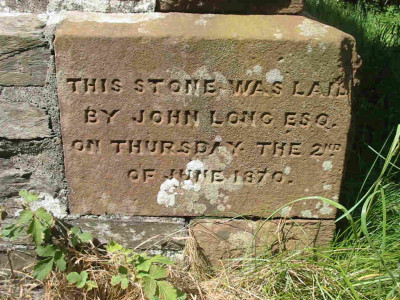 THIS STONE WAS LAID
BY JOHN LONG ESQ.
ON THURSDAY THE 2ND
OF JUNE 1870.